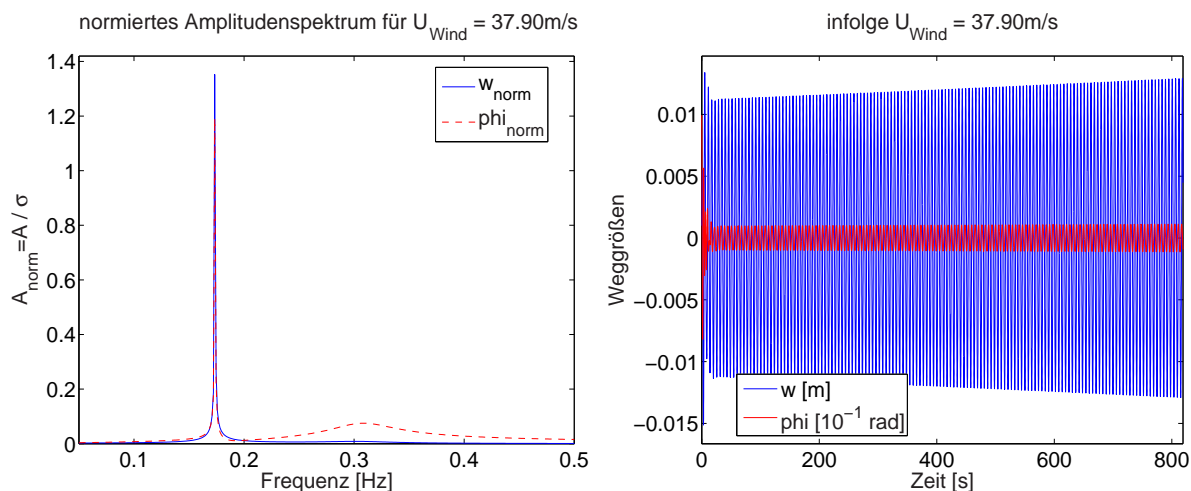 normiertes Amplitudenspektrum für U_Wind = 37.90m/s
1.4
1.2
1
0.8
0.6
0.4
0.2
0
A_norm =A / σ
w_norm
phi_norm
0.1 0.2 0.3 0.4 0.5
Frequenz [Hz]
infolge U_Wind = 37.90m/s
0.01
0.005
0
−0.005
−0.01
−0.015
Weggrößen
w [m]
phi [10^−1 rad]
0 200 400 600 800
Zeit [s]